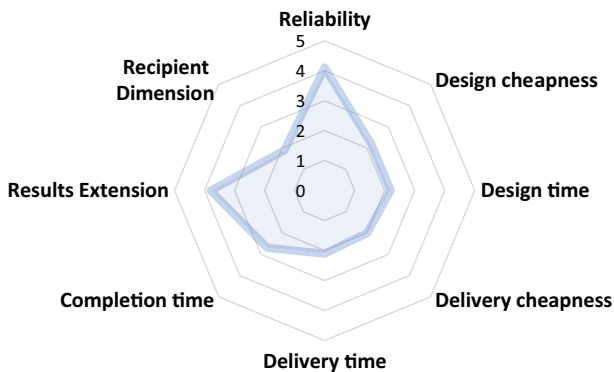 Reliability
5
4
3
2
1
0
Design cheapness
Design time
Delivery cheapness
Delivery time
Completion time
Results Extension
Recipient
Dimension